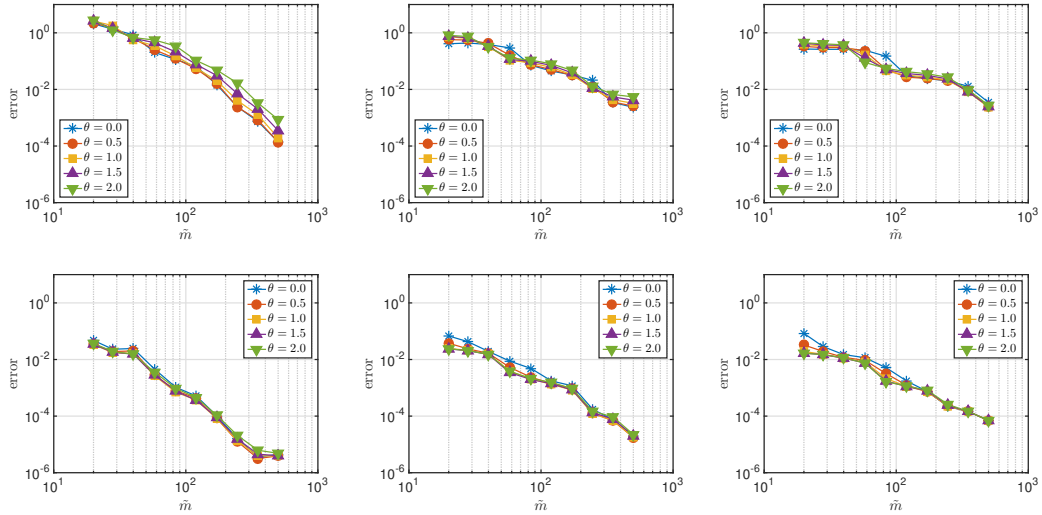 10^0
10^-2
10^-4
10^-6
error
θ = 0.0
θ = 0.5
θ = 1.0
θ = 1.5
θ = 2.0
10^1
10^2
10^3
m̃
10^0
10^-2
10^-4
10^-6
error
θ = 0.0
θ = 0.5
θ = 1.0
θ = 1.5
θ = 2.0
10^1
10^2
10^3
m̃
10^0
10^-2
10^-4
10^-6
error
θ = 0.0
θ = 0.5
θ = 1.0
θ = 1.5
θ = 2.0
10^1
10^2
10^3
m̃
10^0
10^-2
10^-4
10^-6
error
θ = 0.0
θ = 0.5
θ = 1.0
θ = 1.5
θ = 2.0
10^1
10^2
10^3
m̃
10^0
10^-2
10^-4
10^-6
error
θ = 0.0
θ = 0.5
θ = 1.0
θ = 1.5
θ = 2.0
10^1
10^2
10^3
m̃
10^0
10^-2
10^-4
10^-6
error
θ = 0.0
θ = 0.5
θ = 1.0
θ = 1.5
θ = 2.0
10^1
10^2
10^3
m̃